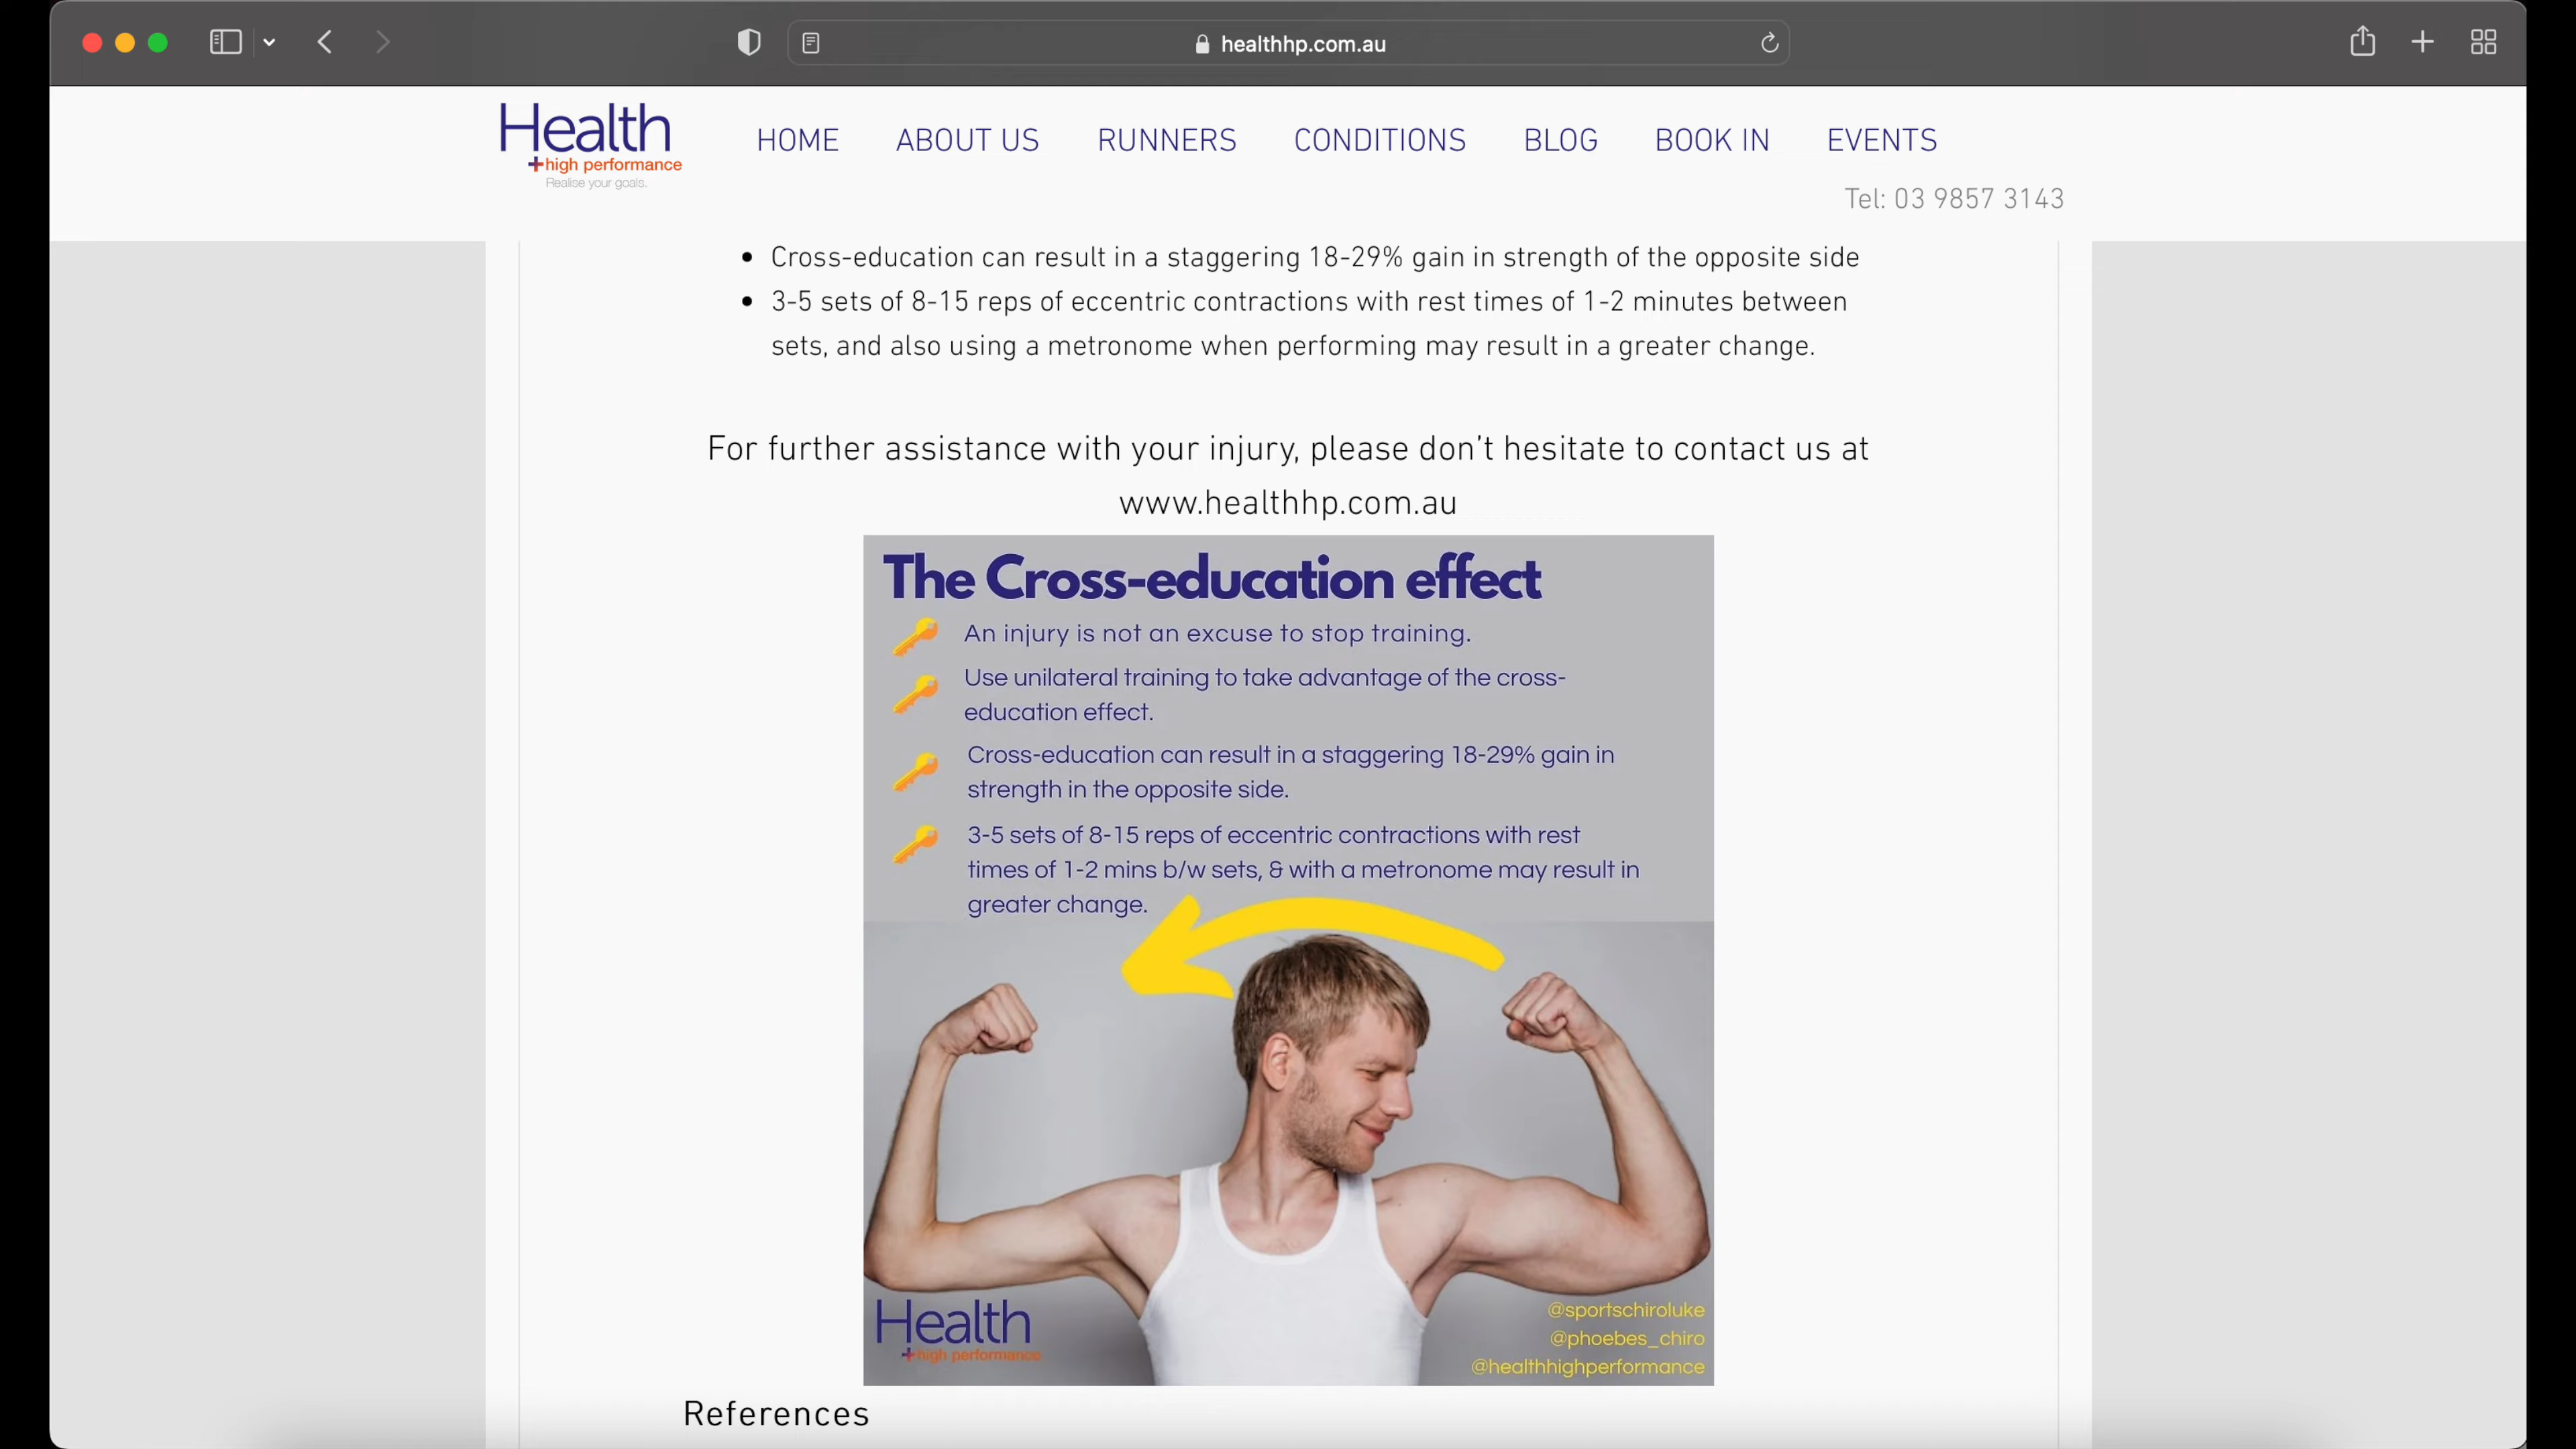 healthhp.com.au
Health
+high performance
Realise your goals.
HOME ABOUT US RUNNERS CONDITIONS BLOG BOOK IN EVENTS
Tel: 03 9857 3143
• Cross-education can result in a staggering 18-29% gain in strength of the opposite side
• 3-5 sets of 8-15 reps of eccentric contractions with rest times of 1-2 minutes between
sets, and also using a metronome when performing may result in a greater change.
For further assistance with your injury, please don't hesitate to contact us at
www.healthhp.com.au
The Cross-education effect
An injury is not an excuse to stop training.
Use unilateral training to take advantage of the cross-
education effect.
Cross-education can result in a staggering 18-29% gain in
strength in the opposite side.
3-5 sets of 8-15 reps of eccentric contractions with rest
times of 1-2 mins b/w sets, & with a metronome may result in
greater change.
Health
+high performance
@sportschiroluke
@phoebes_chiro
@healthhighperformance
References